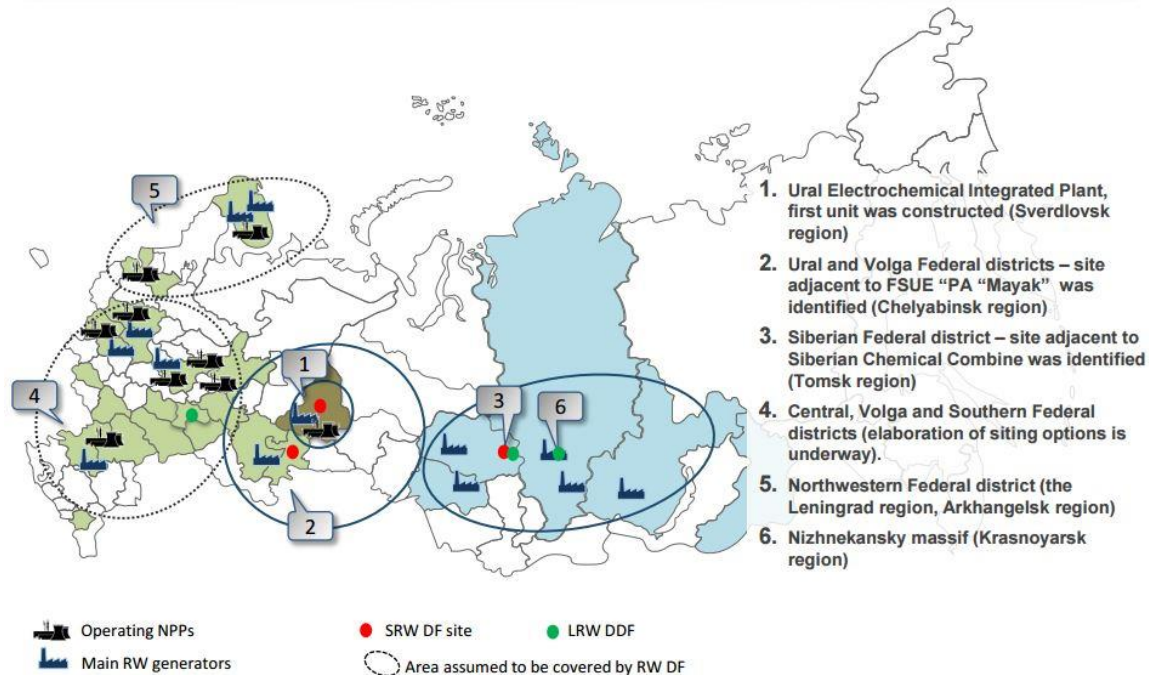 5
1
3
6
4
2
1. Ural Electrochemical Integrated Plant,
first unit was constructed (Sverdlovsk
region)
2. Ural and Volga Federal districts – site
adjacent to FSUE “PA “Mayak” was
identified (Chelyabinsk region)
3. Siberian Federal district – site adjacent to
Siberian Chemical Combine was identified
(Tomsk region)
4. Central, Volga and Southern Federal
districts (elaboration of siting options is
underway).
5. Northwestern Federal district (the
Leningrad region, Arkhangelsk region)
6. Nizhnekansky massif (Krasnoyarsk
region)
Operating NPPs
SRW DF site
LRW DDF
Main RW generators
Area assumed to be covered by RW DF